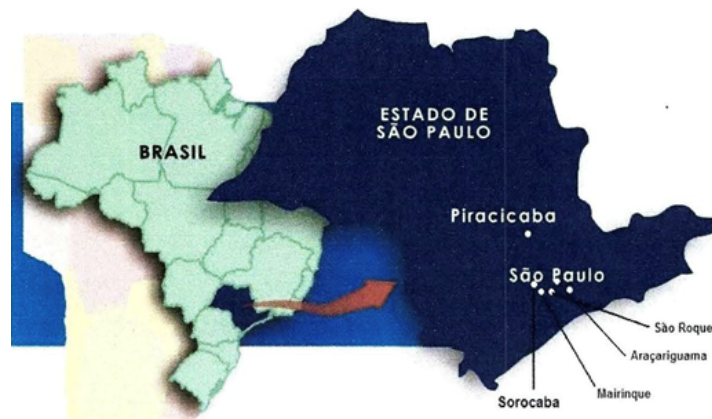 BRASIL
ESTADO DE
SÃO PAULO
Piracicaba
São Paulo
São Roque
Araçariguama
Mairinque
Sorocaba